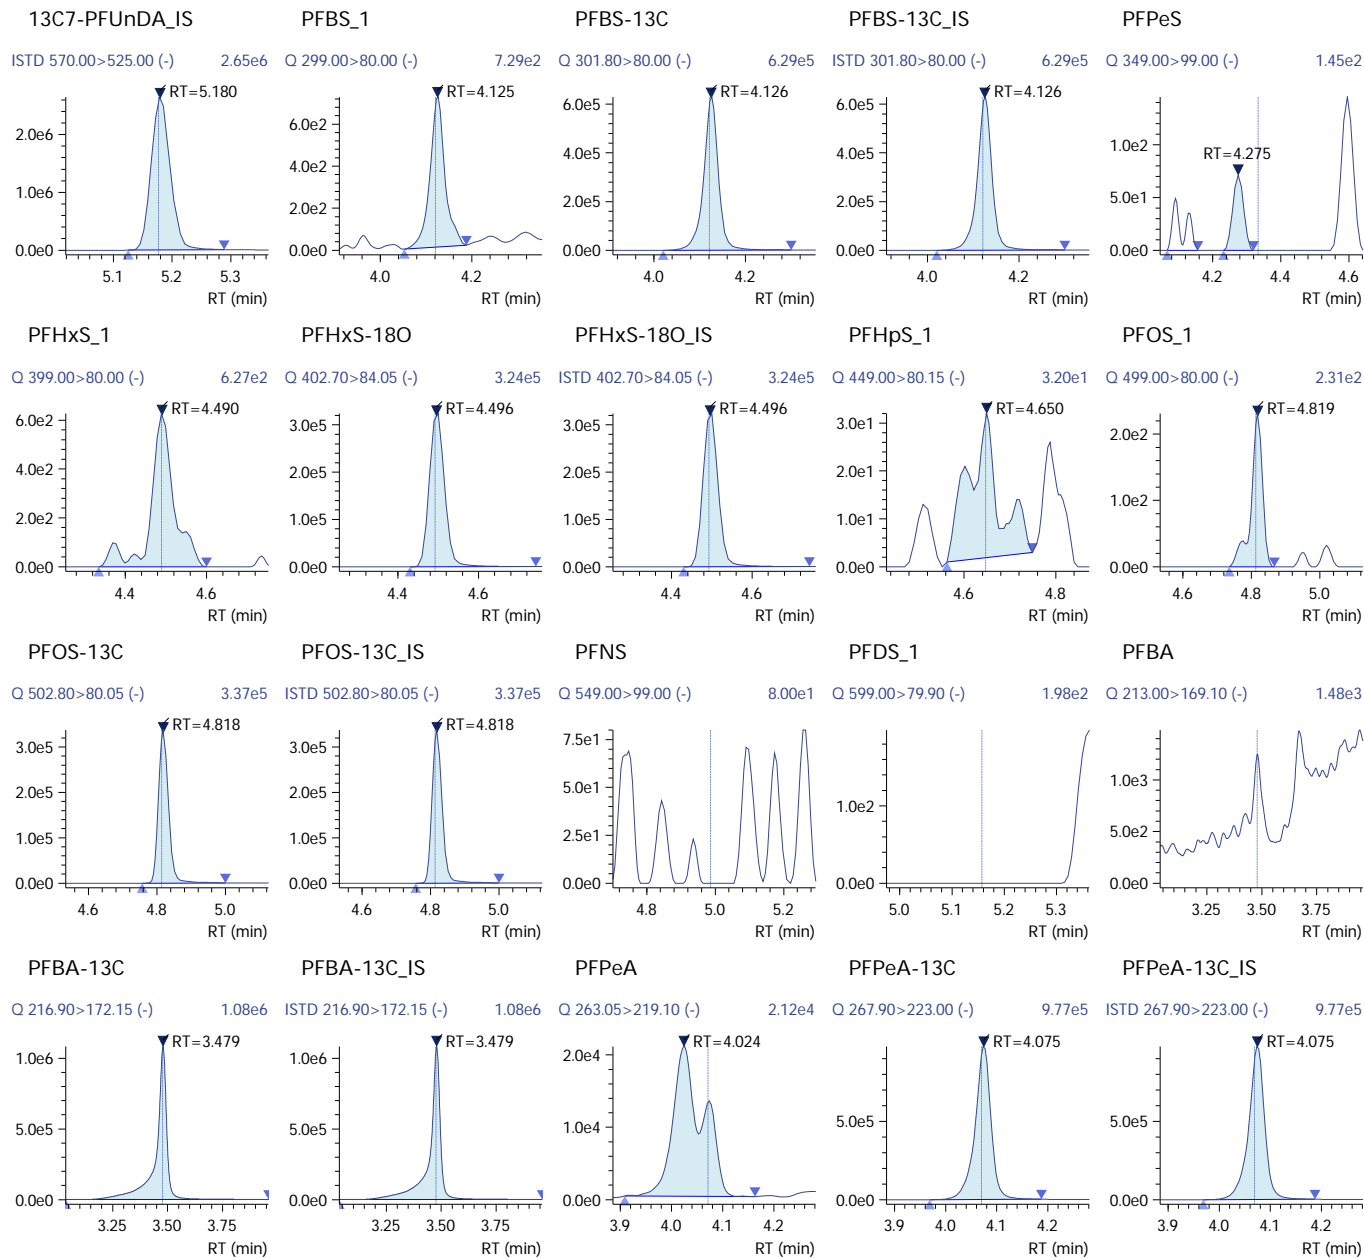 13C7-PFUnDA_IS
ISTD 570.00>525.00 (-) 2.65e6
RT=5.180
2.0e6
1.0e6
0.0e0
5.1 5.2 5.3
RT (min)
PFBS_1
Q 299.00>80.00 (-) 7.29e2
RT=4.125
6.0e2
4.0e2
2.0e2
0.0e0
4.0 4.2
RT (min)
PFBS-13C
Q 301.80>80.00 (-) 6.29e5
RT=4.126
6.0e5
4.0e5
2.0e5
0.0e0
4.0 4.2
RT (min)
PFBS-13C_IS
ISTD 301.80>80.00 (-) 6.29e5
RT=4.126
6.0e5
4.0e5
2.0e5
0.0e0
4.0 4.2
RT (min)
PFPeS
Q 349.00>99.00 (-) 1.45e2
RT=4.275
1.0e2
5.0e1
0.0e0
4.2 4.4 4.6
RT (min)
PFHxS_1
Q 399.00>80.00 (-) 6.27e2
RT=4.490
6.0e2
4.0e2
2.0e2
0.0e0
4.4 4.6
RT (min)
PFHxS-18O
Q 402.70>84.05 (-) 3.24e5
RT=4.496
3.0e5
2.0e5
1.0e5
0.0e0
4.4 4.6
RT (min)
PFHxS-18O_IS
ISTD 402.70>84.05 (-) 3.24e5
RT=4.496
3.0e5
2.0e5
1.0e5
0.0e0
4.4 4.6
RT (min)
PFHpS_1
Q 449.00>80.15 (-) 3.20e1
RT=4.650
3.0e1
2.0e1
1.0e1
0.0e0
4.6 4.8
RT (min)
PFOS_1
Q 499.00>80.00 (-) 2.31e2
RT=4.819
2.0e2
1.0e2
0.0e0
4.6 4.8 5.0
RT (min)
PFOS-13C
Q 502.80>80.05 (-) 3.37e5
RT=4.818
3.0e5
2.0e5
1.0e5
0.0e0
4.6 4.8 5.0
RT (min)
PFOS-13C_IS
ISTD 502.80>80.05 (-) 3.37e5
RT=4.818
3.0e5
2.0e5
1.0e5
0.0e0
4.6 4.8 5.0
RT (min)
PFNS
Q 549.00>99.00 (-) 8.00e1
7.5e1
5.0e1
2.5e1
0.0e0
4.8 5.0 5.2
RT (min)
PFDS_1
Q 599.00>79.90 (-) 1.98e2
1.0e2
0.0e0
5.0 5.1 5.2 5.3
RT (min)
PFBA
Q 213.00>169.10 (-) 1.48e3
1.0e3
5.0e2
0.0e0
3.25 3.50 3.75
RT (min)
PFBA-13C
Q 216.90>172.15 (-) 1.08e6
RT=3.479
1.0e6
5.0e5
0.0e0
3.25 3.50 3.75
RT (min)
PFBA-13C_IS
ISTD 216.90>172.15 (-) 1.08e6
RT=3.479
1.0e6
5.0e5
0.0e0
3.25 3.50 3.75
RT (min)
PFPeA
Q 263.05>219.10 (-) 2.12e4
RT=4.024
2.0e4
1.0e4
0.0e0
3.9 4.0 4.1 4.2
RT (min)
PFPeA-13C
Q 267.90>223.00 (-) 9.77e5
RT=4.075
5.0e5
0.0e0
3.9 4.0 4.1 4.2
RT (min)
PFPeA-13C_IS
ISTD 267.90>223.00 (-) 9.77e5
RT=4.075
5.0e5
0.0e0
3.9 4.0 4.1 4.2
RT (min)